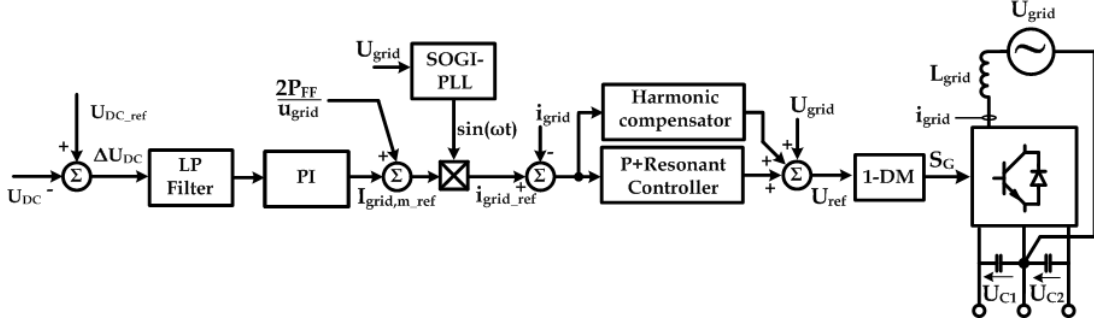 U_DC_ref
+
U_DC
-
Σ
ΔU_DC
LP
Filter
PI
2P_FF
u_grid
+
Σ
I_grid,m_ref
U_grid
SOGI-
PLL
sin(ωt)
i_grid_ref
+
i_grid
-
Σ
Harmonic
compensator
P+Resonant
Controller
U_grid
+
+
+
Σ
U_ref
1-DM
S_G
U_grid
~
L_grid
i_grid
U_C1
U_C2